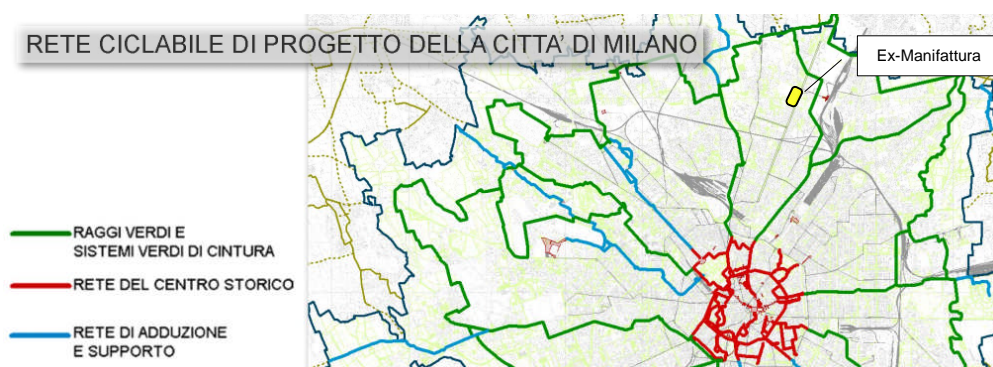 RETE CICLABILE DI PROGETTO DELLA CITTA' DI MILANO
Ex-Manifattura
RAGGI VERDI E
SISTEMI VERDI DI CINTURA
RETE DEL CENTRO STORICO
RETE DI ADDUZIONE
E SUPPORTO